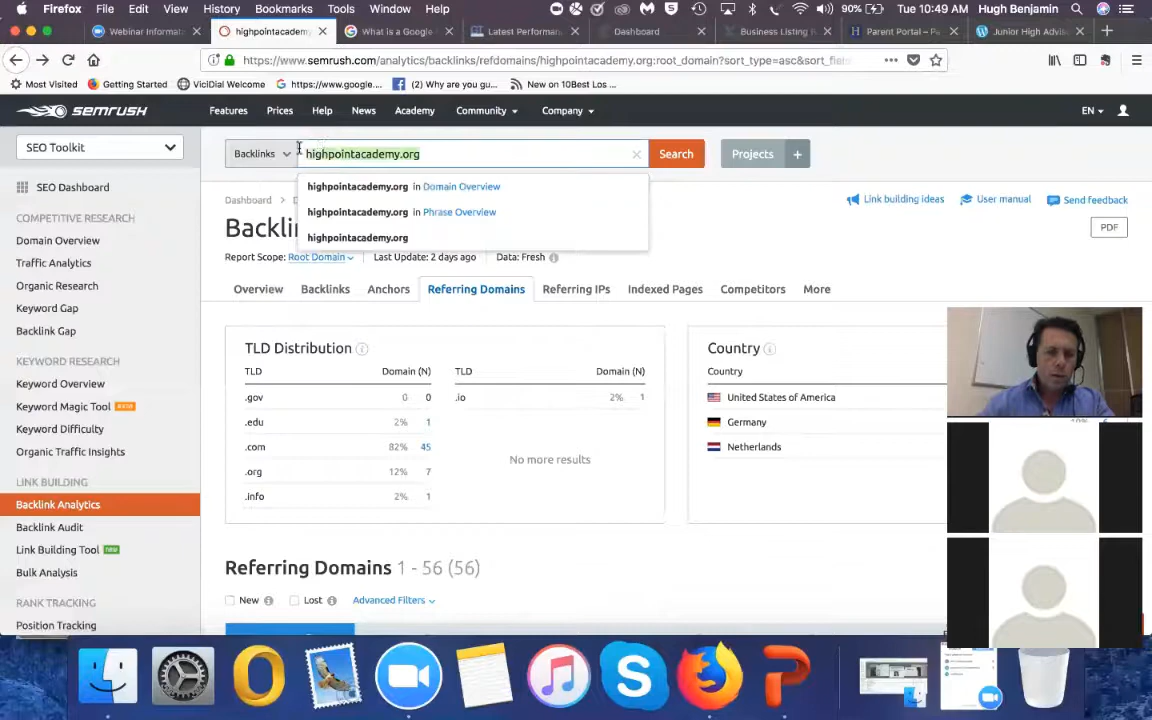 Firefox File Edit View History Bookmarks Tools Window Help 90% Tue 10:49 AM Hugh Benjamin
Webinar Informat highpointacademy What is a Google Latest Performan Dashboard Business Listing Parent Portal – Pe Junior High Advis
https://www.semrush.com/analytics/backlinks/refdomains/highpointacademy.org:root_domain?sort_type=asc&sort_fiel
Most Visited Getting Started ViciDial Welcome https://www.google.... (2) Why are you gu... New on 10Best Los ...
semrush Features Prices Help News Academy Community Company EN
SEO Toolkit
Backlinks highpointacademy.org Search Projects +
highpointacademy.org in Domain Overview
highpointacademy.org in Phrase Overview
highpointacademy.org
SEO Dashboard
COMPETITIVE RESEARCH
Domain Overview
Traffic Analytics
Organic Research
Keyword Gap
Backlink Gap
KEYWORD RESEARCH
Keyword Overview
Keyword Magic Tool
Keyword Difficulty
Organic Traffic Insights
LINK BUILDING
Backlink Analytics
Backlink Audit
Link Building Tool NEW
Bulk Analysis
RANK TRACKING
Position Tracking
Dashboard
Link building ideas User manual Send feedback
Backli
PDF
Report Scope: Root Domain Last Update: 2 days ago Data: Fresh
Overview Backlinks Anchors Referring Domains Referring IPs Indexed Pages Competitors More
TLD Distribution
TLD Domain (N) TLD Domain (N)
.gov 0 0 .io 2% 1
.edu 2% 1
.com 82% 45
.org 12% 7
.info 2% 1
No more results
Country
Country
United States of America
Germany
Netherlands
Referring Domains 1 - 56 (56)
New Lost Advanced Filters